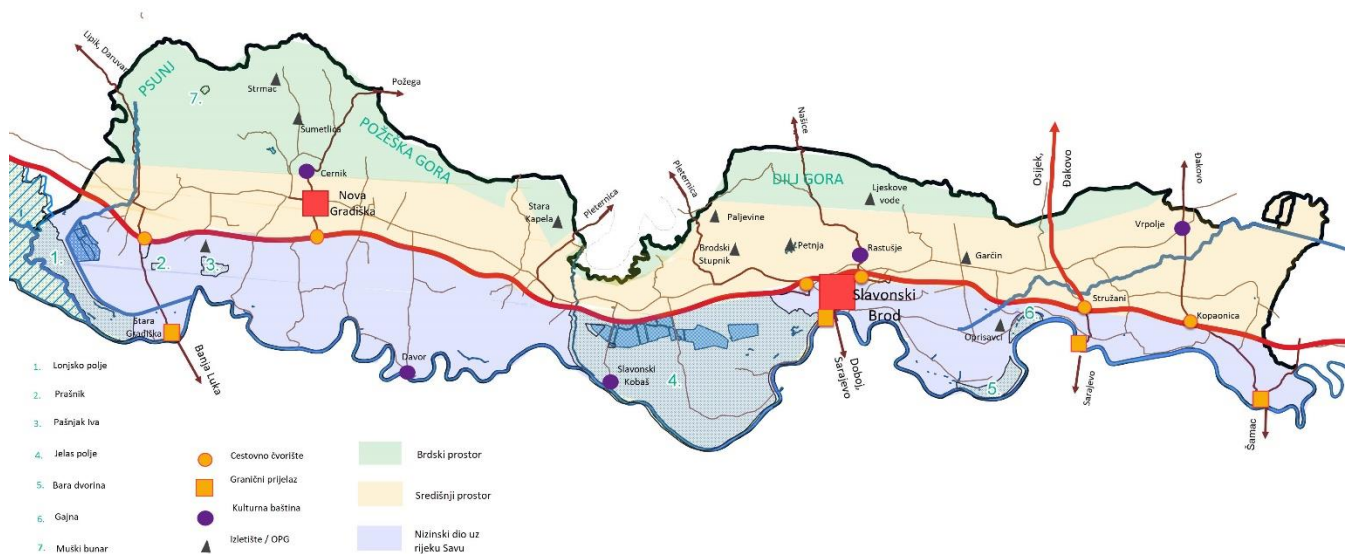 Lipik, Daruvar
PSUNJ
Strmac
7.
Požega
Sumetlica
POŽEŠKA GORA
Cernik
Nova
Gradiška
Stara
Kapela
Pleternica
Pleternica
Našice
DILJ GORA
Ljeskove
vode
Paljevine
Brodski
Stupnik
Petnja
Rastušje
Garčin
Osijek,
Đakovo
Đakovo
Vrpolje
1.
2.
3.
Stara
Gradiška
Banja Luka
Davor
Slavonski
Kobaš
4.
Slavonski
Brod
Doboj,
Sarajevo
Oprisavci
6
5
Stružani
Sarajevo
Kopaonica
Šamac
1. Lonjsko polje
2. Prašnik
3. Pašnjak Iva
4. Jelas polje
5. Bara dvorina
6. Gajna
7. Muški bunar
Cestovno čvorište
Granični prijelaz
Kulturna baština
Izletište / OPG
Brdski prostor
Središnji prostor
Nizinski dio uz
rijeku Savu